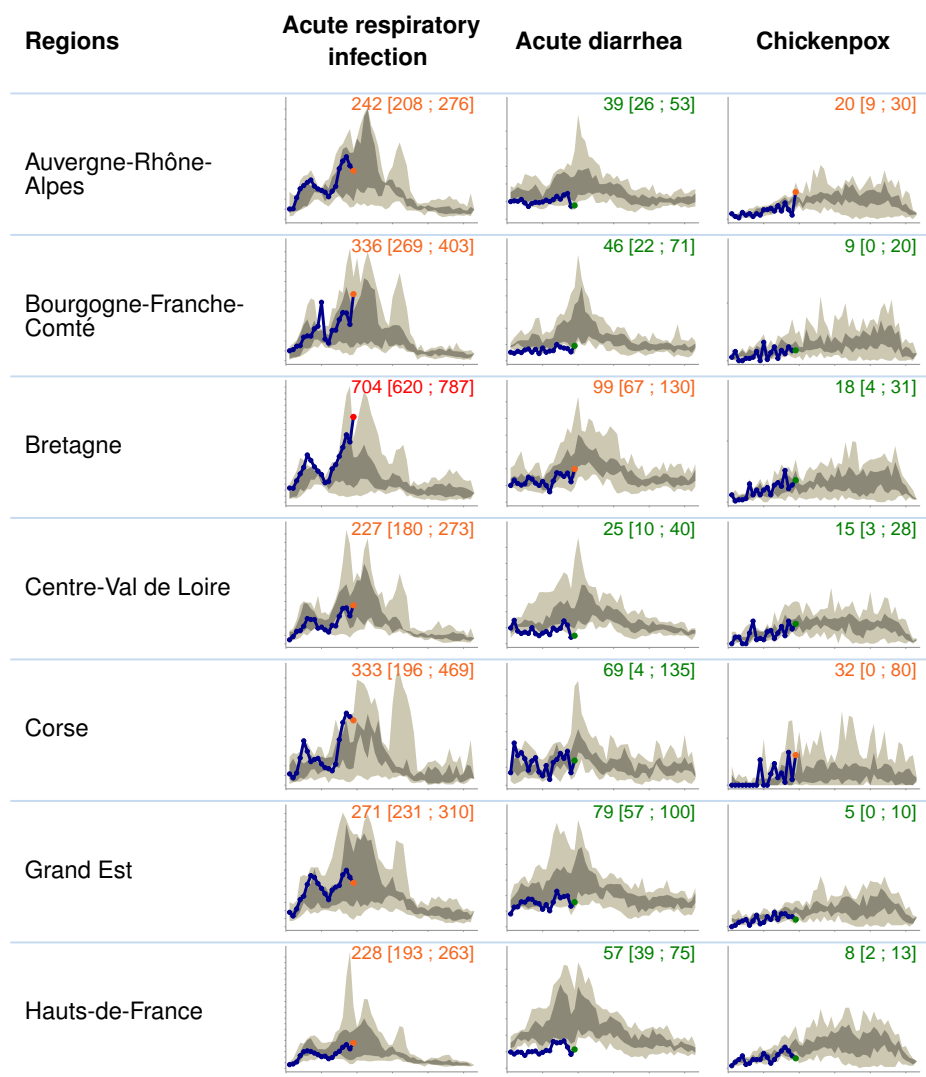 Regions
Acute respiratory
infection
Acute diarrhea
Chickenpox
Auvergne-Rhône-
Alpes
242 [208 ; 276]
39 [26 ; 53]
20 [9 ; 30]
Bourgogne-Franche-
Comté
336 [269 ; 403]
46 [22 ; 71]
9 [0 ; 20]
Bretagne
704 [620 ; 787]
99 [67 ; 130]
18 [4 ; 31]
Centre-Val de Loire
227 [180 ; 273]
25 [10 ; 40]
15 [3 ; 28]
Corse
333 [196 ; 469]
69 [4 ; 135]
32 [0 ; 80]
Grand Est
271 [231 ; 310]
79 [57 ; 100]
5 [0 ; 10]
Hauts-de-France
228 [193 ; 263]
57 [39 ; 75]
8 [2 ; 13]